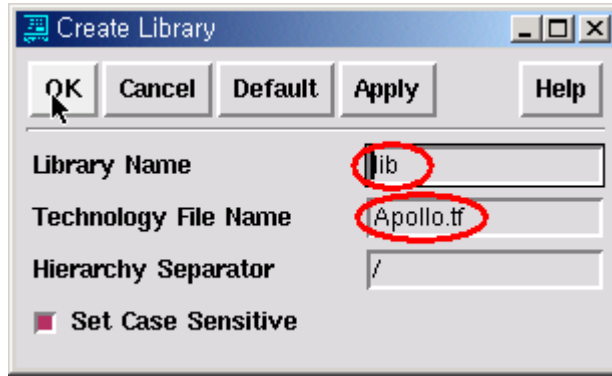 Create Library
OK Cancel Default Apply Help
Library Name lib
Technology File Name Apollo.tf
Hierarchy Separator /
Set Case Sensitive